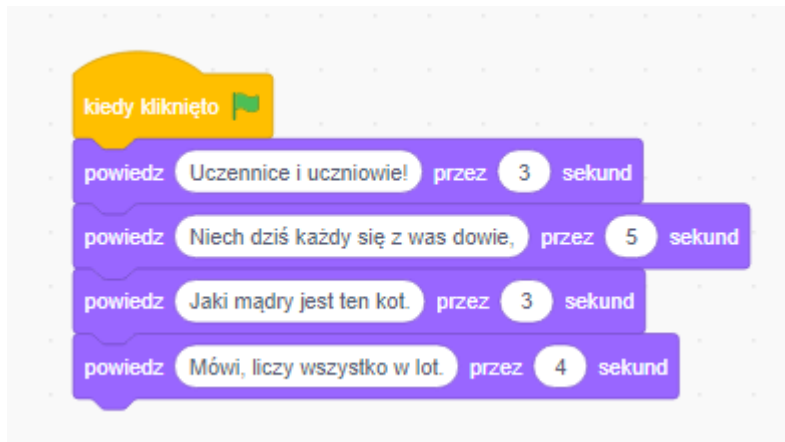 kiedy kliknięto
powiedz Uczennice i uczniowie! przez 3 sekund
powiedz Niech dziś każdy się z was dowie, przez 5 sekund
powiedz Jaki mądry jest ten kot. przez 3 sekund
powiedz Mówi, liczy wszystko w lot. przez 4 sekund